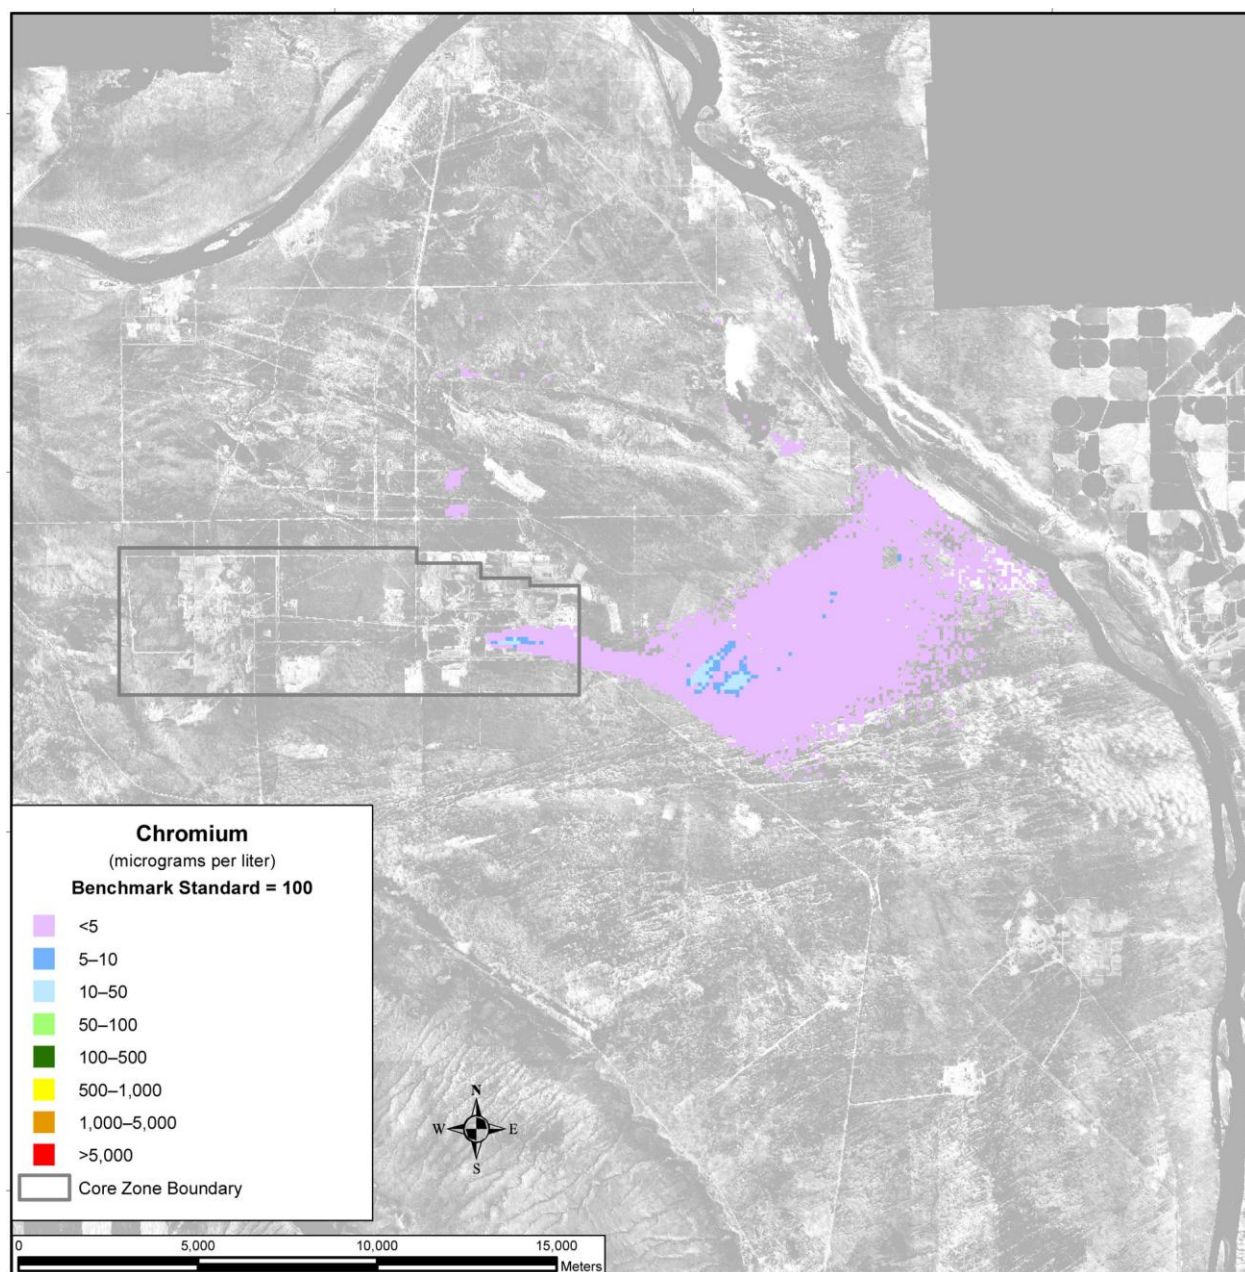 Chromium
(micrograms per liter)
Benchmark Standard = 100
<5
5–10
10–50
50–100
100–500
500–1,000
1,000–5,000
>5,000
Core Zone Boundary
N
W E
S
0 5,000 10,000 15,000
Meters